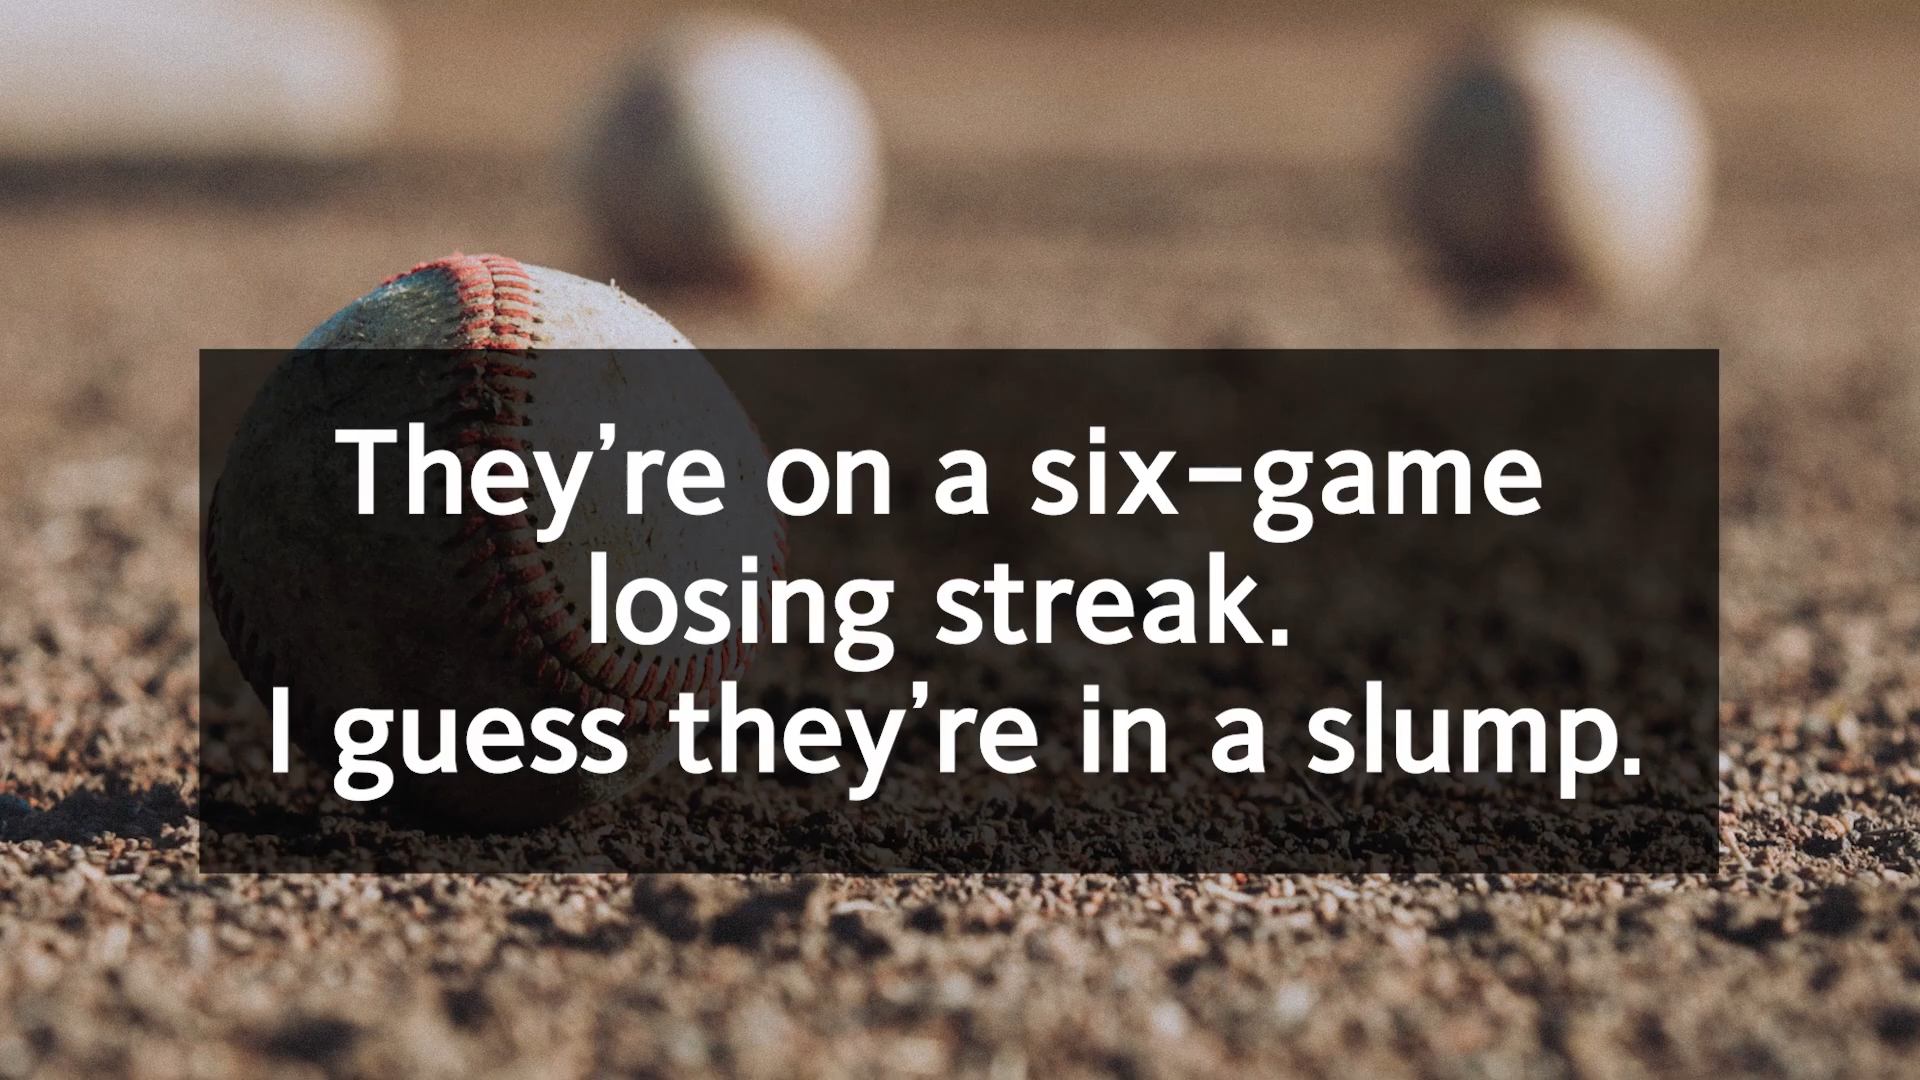 They’re on a six-game
losing streak.
I guess they’re in a slump.